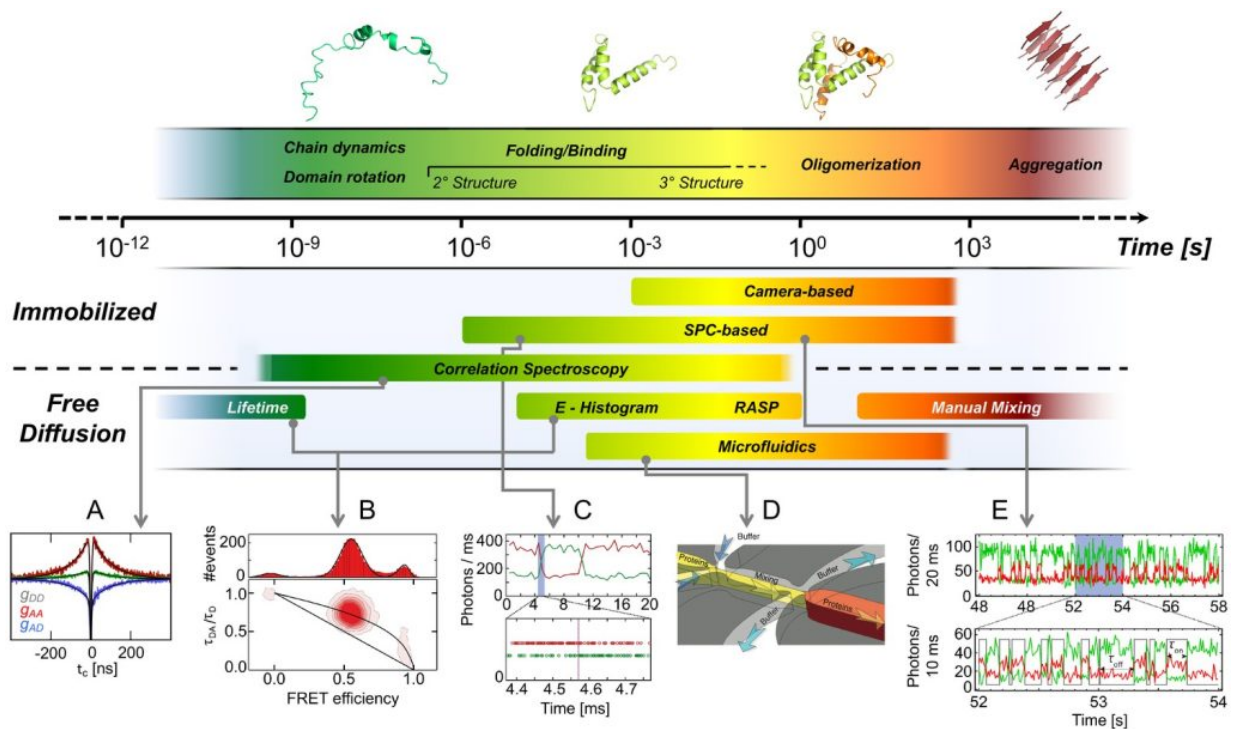 Chain dynamics
Domain rotation
Folding/Binding
2° Structure
3° Structure
Oligomerization
Aggregation
10-12
10-9
10-6
10-3
10^0
10^3
Time [s]
Immobilized
Camera-based
SPC-based
Correlation Spectroscopy
Free
Diffusion
Lifetime
E - Histogram
RASP
Manual Mixing
Microfluidics
A
gDD
gAA
gAD
-200
0
200
tc [ns]
B
#events
200
100
0
1.0
τDA/τD
0.5
0.0
0.0
0.5
1.0
FRET efficiency
C
Photons / ms
400
200
0
0
4
8
12
16
20
0
4.4
4.5
4.6
4.7
Time [ms]
D
Buffer
Proteins
Mixing
Buffer
Buffer
Proteins
E
Photons/
20 ms
100
50
0
48
48
52
54
56
58
Photons/
10 ms
60
40
20
0
τoff
τon
52
53
54
Time [s]